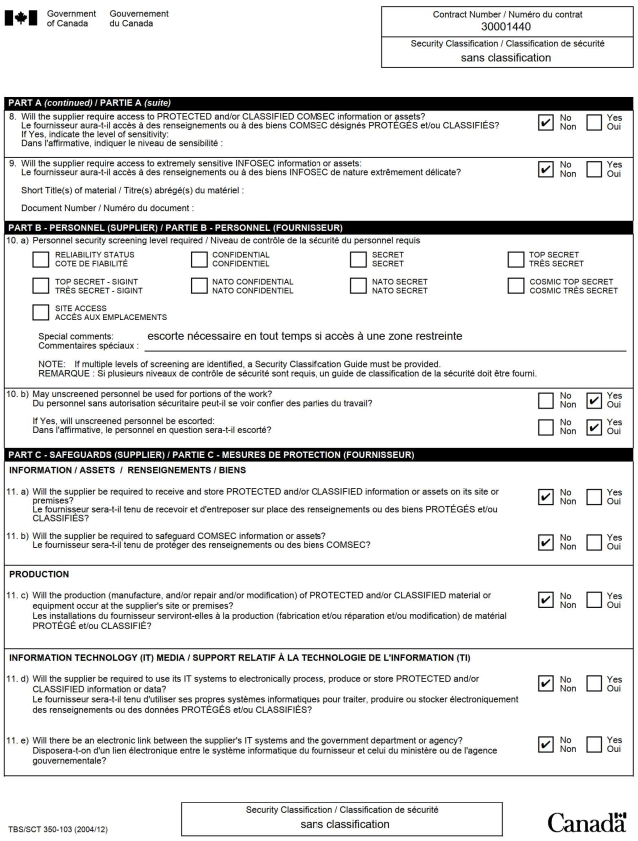 Government Gouvernement
of Canada du Canada
Contract Number / Numéro du contrat
30001440
Security Classification / Classification de sécurité
sans classification
PART A (continued) / PARTIE A (suite)
8. Will the supplier require access to PROTECTED and/or CLASSIFIED COMSEC information or assets?
Le fournisseur aura-t-il accès à des renseignements ou à des biens COMSEC désignés PROTÉGÉS et/ou CLASSIFIÉS?
If Yes, indicate the level of sensitivity:
Dans l'affirmative, indiquer le niveau de sensibilité :
✔ No Yes
Non Oui
9. Will the supplier require access to extremely sensitive INFOSEC information or assets:
Le fournisseur aura-t-il accès à des renseignements ou à des biens INFOSEC de nature extrêmement délicate?
✔ No Yes
Non Oui
Short Title(s) of material / Titre(s) abrégé(s) du matériel :
Document Number / Numéro du document :
PART B - PERSONNEL (SUPPLIER) / PARTIE B - PERSONNEL (FOURNISSEUR)
10. a) Personnel security screening level required / Niveau de contrôle de la sécurité du personnel requis
RELIABILITY STATUS CONFIDENTIAL SECRET TOP SECRET
COTE DE FIABILITÉ CONFIDENTIEL SECRET TRÈS SECRET
TOP SECRET - SIGINT NATO CONFIDENTIAL NATO SECRET COSMIC TOP SECRET
TRÈS SECRET - SIGINT NATO CONFIDENTIEL NATO SECRET COSMIC TRÈS SECRET
SITE ACCESS
ACCÈS AUX EMPLACEMENTS
Special comments: escorte nécessaire en tout temps si accès à une zone restreinte
Commentaires spéciaux :
NOTE: If multiple levels of screening are identified, a Security Classification Guide must be provided.
REMARQUE : Si plusieurs niveaux de contrôle de sécurité sont requis, un guide de classification de la sécurité doit être fourni.
10. b) May unscreened personnel be used for portions of the work?
Du personnel sans autorisation sécuritaire peut-il se voir confier des parties du travail?
No ✔ Yes
Non Oui
If Yes, will unscreened personnel be escorted:
Dans l'affirmative, le personnel en question sera-t-il escorté?
No ✔ Yes
Non Oui
PART C - SAFEGUARDS (SUPPLIER) / PARTIE C - MESURES DE PROTECTION (FOURNISSEUR)
INFORMATION / ASSETS / RENSEIGNEMENTS / BIENS
11. a) Will the supplier be required to receive and store PROTECTED and/or CLASSIFIED information or assets on its site or
premises?
Le fournisseur sera-t-il tenu de recevoir et d'entreposer sur place des renseignements ou des biens PROTÉGÉS et/ou
CLASSIFIÉS?
✔ No Yes
Non Oui
11. b) Will the supplier be required to safeguard COMSEC information or assets?
Le fournisseur sera-t-il tenu de protéger des renseignements ou des biens COMSEC?
✔ No Yes
Non Oui
PRODUCTION
11. c) Will the production (manufacture, and/or repair and/or modification) of PROTECTED and/or CLASSIFIED material or
equipment occur at the supplier's site or premises?
Les installations du fournisseur serviront-elles à la production (fabrication et/ou réparation et/ou modification) de matériel
PROTÉGÉ et/ou CLASSIFIÉ?
✔ No Yes
Non Oui
INFORMATION TECHNOLOGY (IT) MEDIA / SUPPORT RELATIF À LA TECHNOLOGIE DE L'INFORMATION (TI)
11. d) Will the supplier be required to use its IT systems to electronically process, produce or store PROTECTED and/or
CLASSIFIED information or data?
Le fournisseur sera-t-il tenu d'utiliser ses propres systèmes informatiques pour traiter, produire ou stocker électroniquement
des renseignements ou des données PROTÉGÉS et/ou CLASSIFIÉS?
✔ No Yes
Non Oui
11. e) Will there be an electronic link between the supplier's IT systems and the government department or agency?
Disposera-t-on d'un lien électronique entre le système informatique du fournisseur et celui du ministère ou de l'agence
gouvernementale?
✔ No Yes
Non Oui
TBS/SCT 350-103 (2004/12)
Security Classification / Classification de sécurité
sans classification
Canada